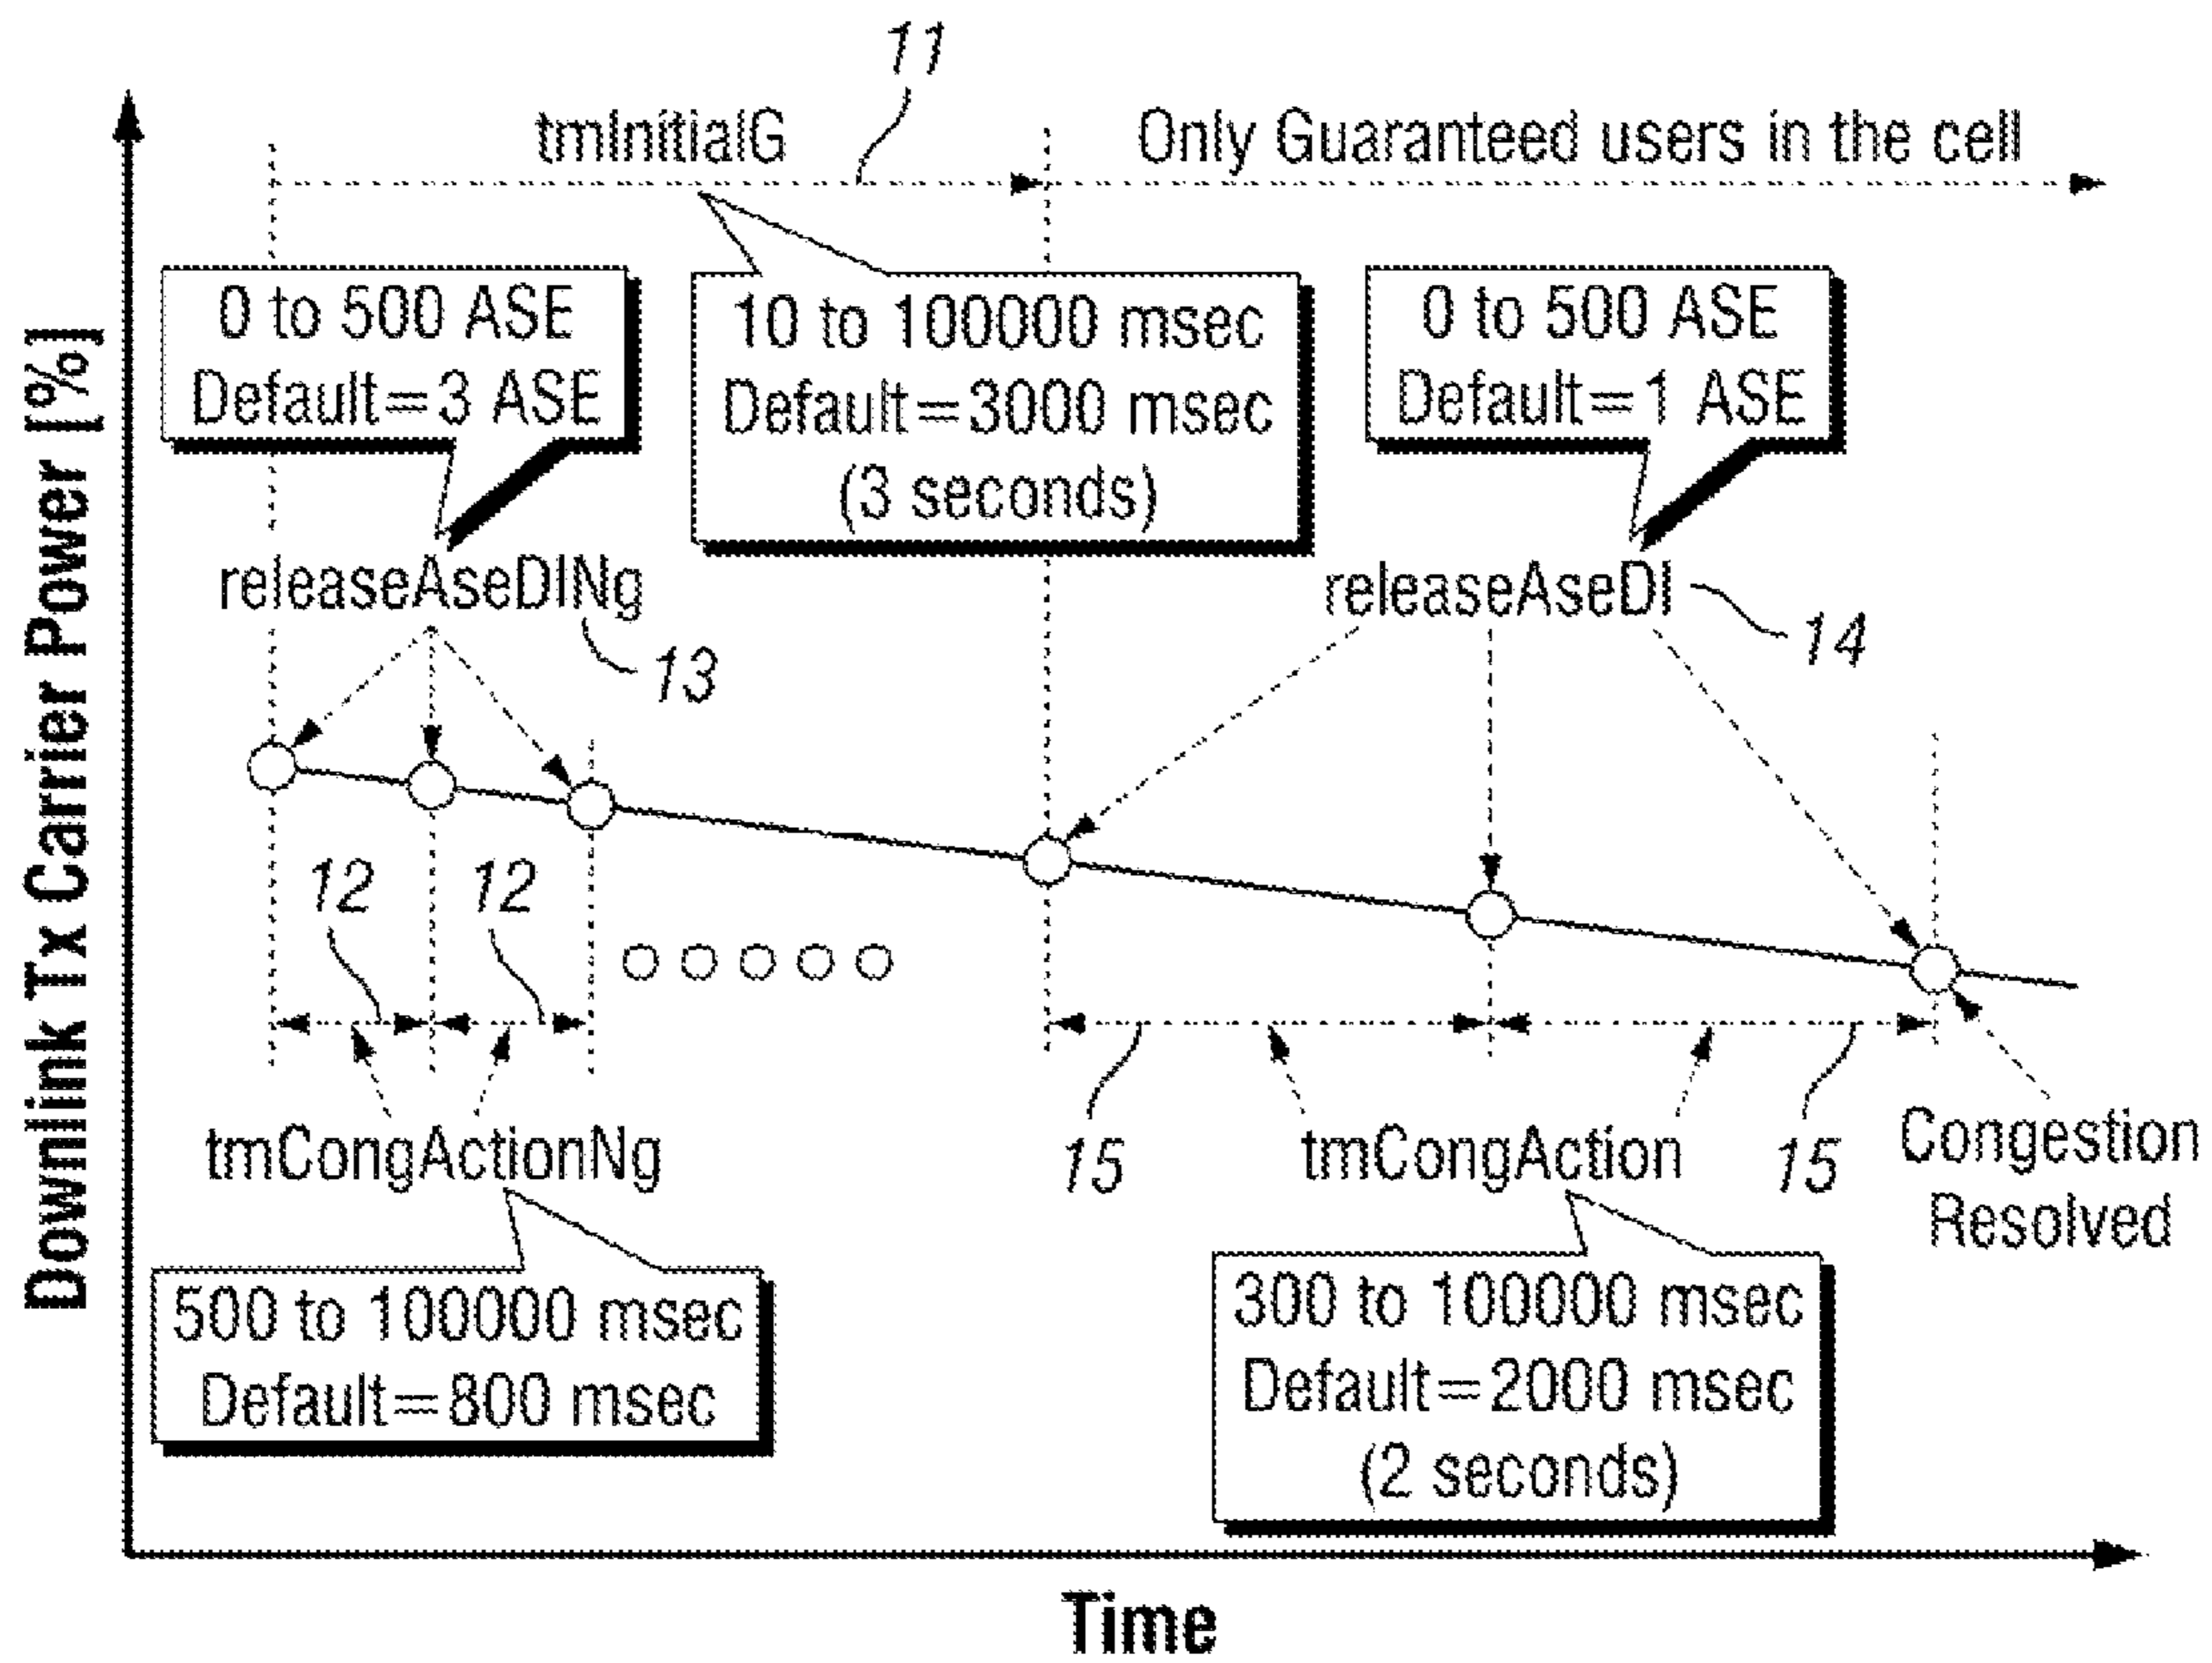 11
tmInitialG
Only Guaranteed users in the cell
0 to 500 ASE
Default=3 ASE
10 to 100000 msec
Default=3000 msec
(3 seconds)
0 to 500 ASE
Default=1 ASE
releaseAseDlNg
13
releaseAseDl
14
12
12
tmCongActionNg
15
tmCongAction
15
Congestion
Resolved
500 to 100000 msec
Default=800 msec
300 to 100000 msec
Default=2000 msec
(2 seconds)
Downlink Tx Carrier Power [%]
Time